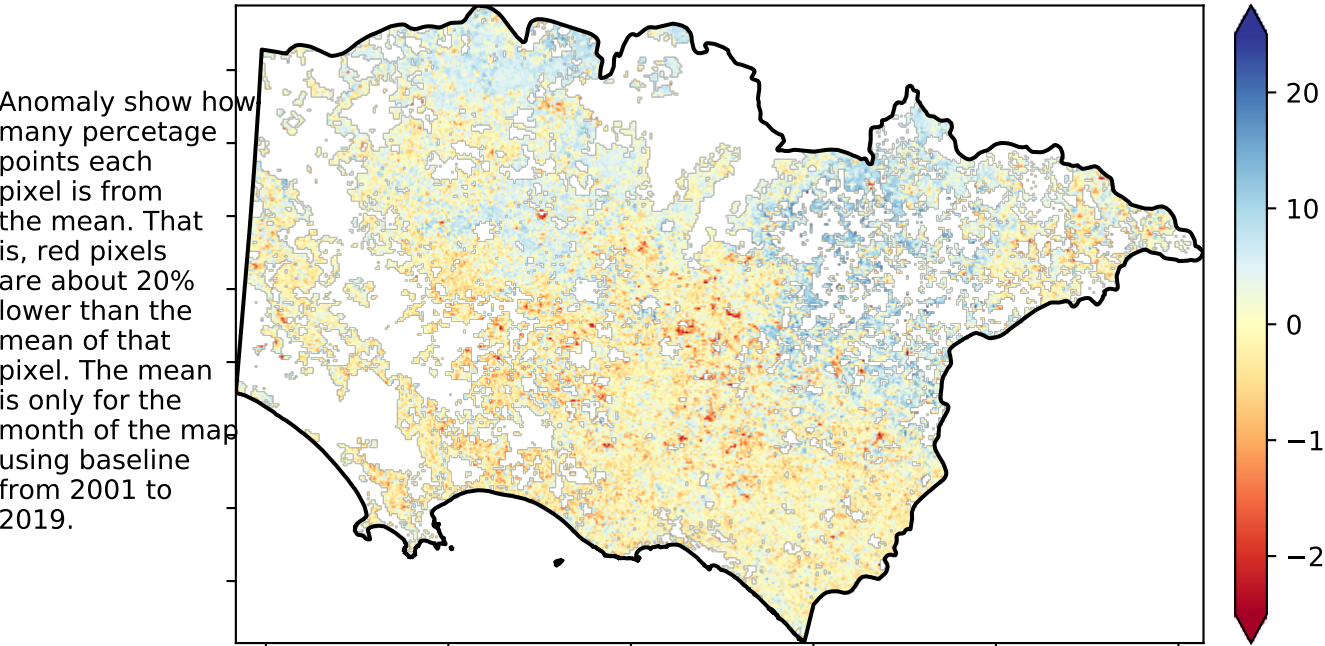 Anomaly show how
many percetage
points each
pixel is from
the mean. That
is, red pixels
are about 20%
lower than the
mean of that
pixel. The mean
is only for the
month of the map
using baseline
from 2001 to
2019.
20
10
0
−1
−2